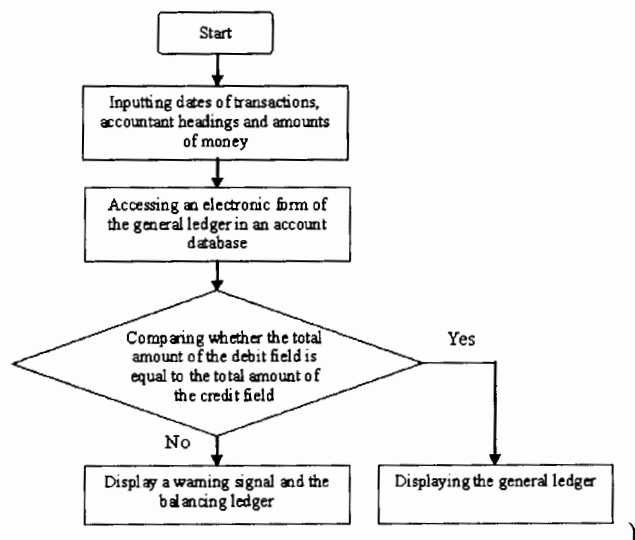 Start
Inputting dates of transactions,
accountant headings and amounts
of money
Accessing an electronic form of
the general ledger in an account
database
Comparing whether the total
amount of the debit field is
equal to the total amount of
the credit field
Yes
No
Display a warning signal and the
balancing ledger
Displaying the general ledger
)